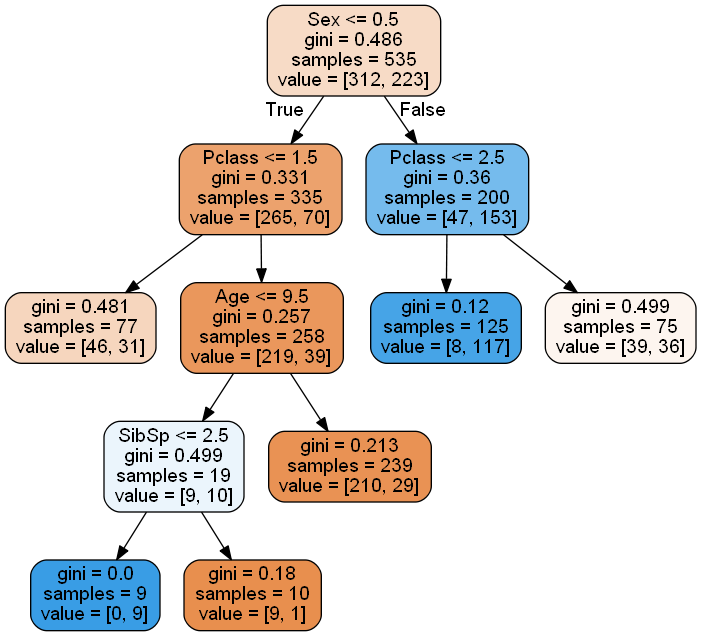 Sex <= 0.5
gini = 0.486
samples = 535
value = [312, 223]
True
False
Pclass <= 1.5
gini = 0.331
samples = 335
value = [265, 70]
Pclass <= 2.5
gini = 0.36
samples = 200
value = [47, 153]
gini = 0.481
samples = 77
value = [46, 31]
Age <= 9.5
gini = 0.257
samples = 258
value = [219, 39]
gini = 0.12
samples = 125
value = [8, 117]
gini = 0.499
samples = 75
value = [39, 36]
SibSp <= 2.5
gini = 0.499
samples = 19
value = [9, 10]
gini = 0.213
samples = 239
value = [210, 29]
gini = 0.0
samples = 9
value = [0, 9]
gini = 0.18
samples = 10
value = [9, 1]